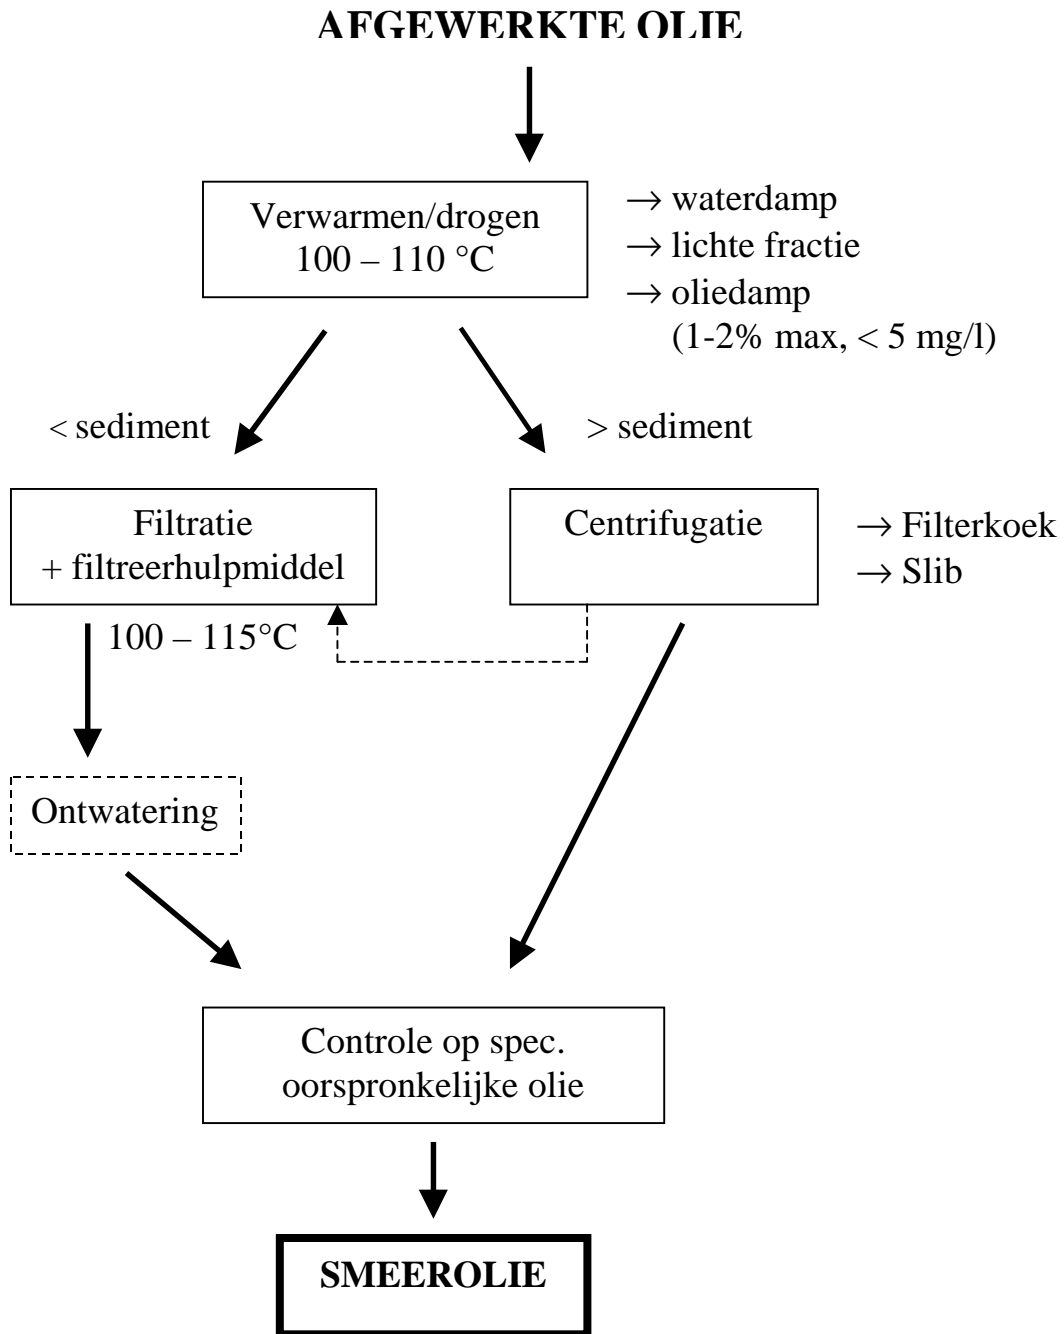 AFGEWERKTE OLIE
Verwarmen/drogen
100 – 110 °C
→ waterdamp
→ lichte fractie
→ oliedamp
(1-2% max, < 5 mg/l)
< sediment
> sediment
Filtratie
+ filtreerhulpmiddel
Centrifugatie
→ Filterkoek
→ Slib
100 – 115°C
Ontwatering
Controle op spec.
oorspronkelijke olie
SMEEROLIE